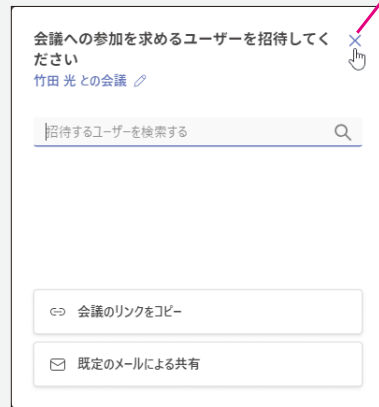 会議への参加を求めるユーザーを招待してく
ださい
竹田 光 との会議
招待するユーザーを検索する
会議のリンクをコピー
既定のメールによる共有